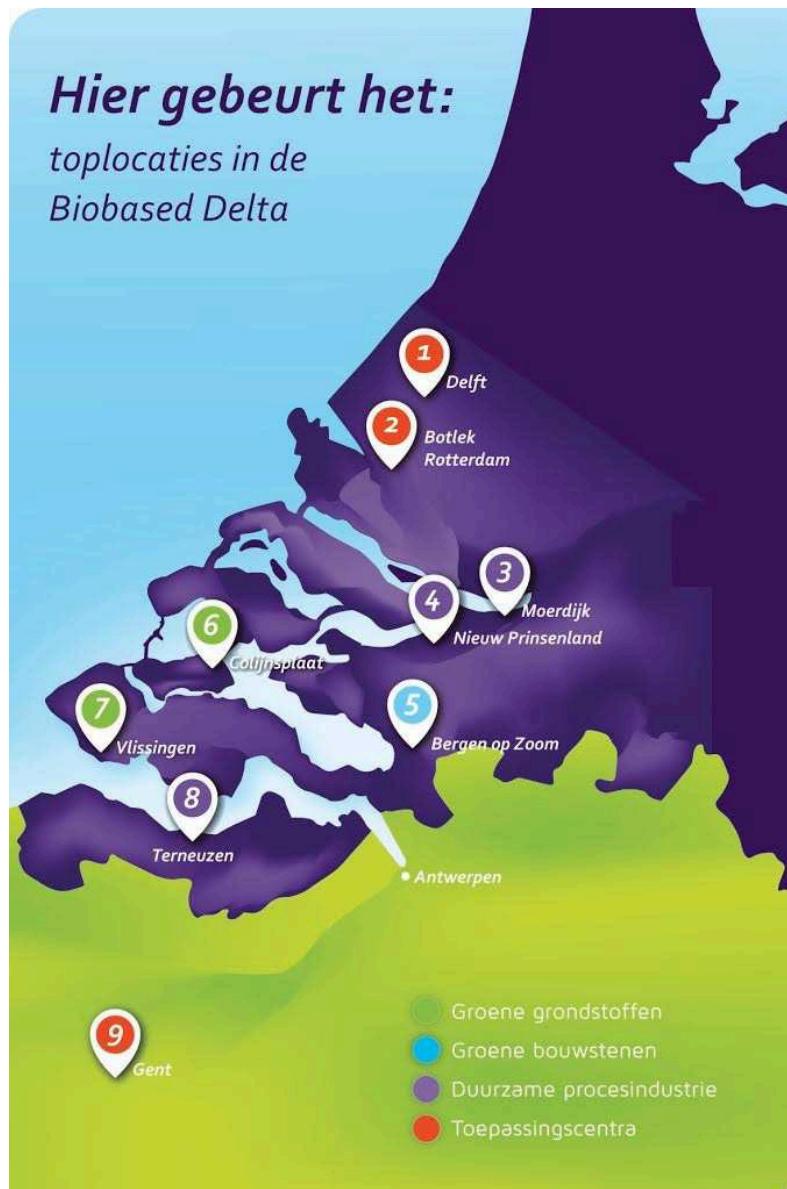 Hier gebeurt het:
toplocaties in de
Biobased Delta
1
Delft
2
Botlek
Rotterdam
3
Moerdijk
4
Nieuw Prinsenland
6
Colijnsplaat
5
Bergen op Zoom
7
Vlissingen
8
Terneuzen
Antwerpen
9
Gent
Groene grondstoffen
Groene bouwstenen
Duurzame procesindustrie
Toepassingscentra